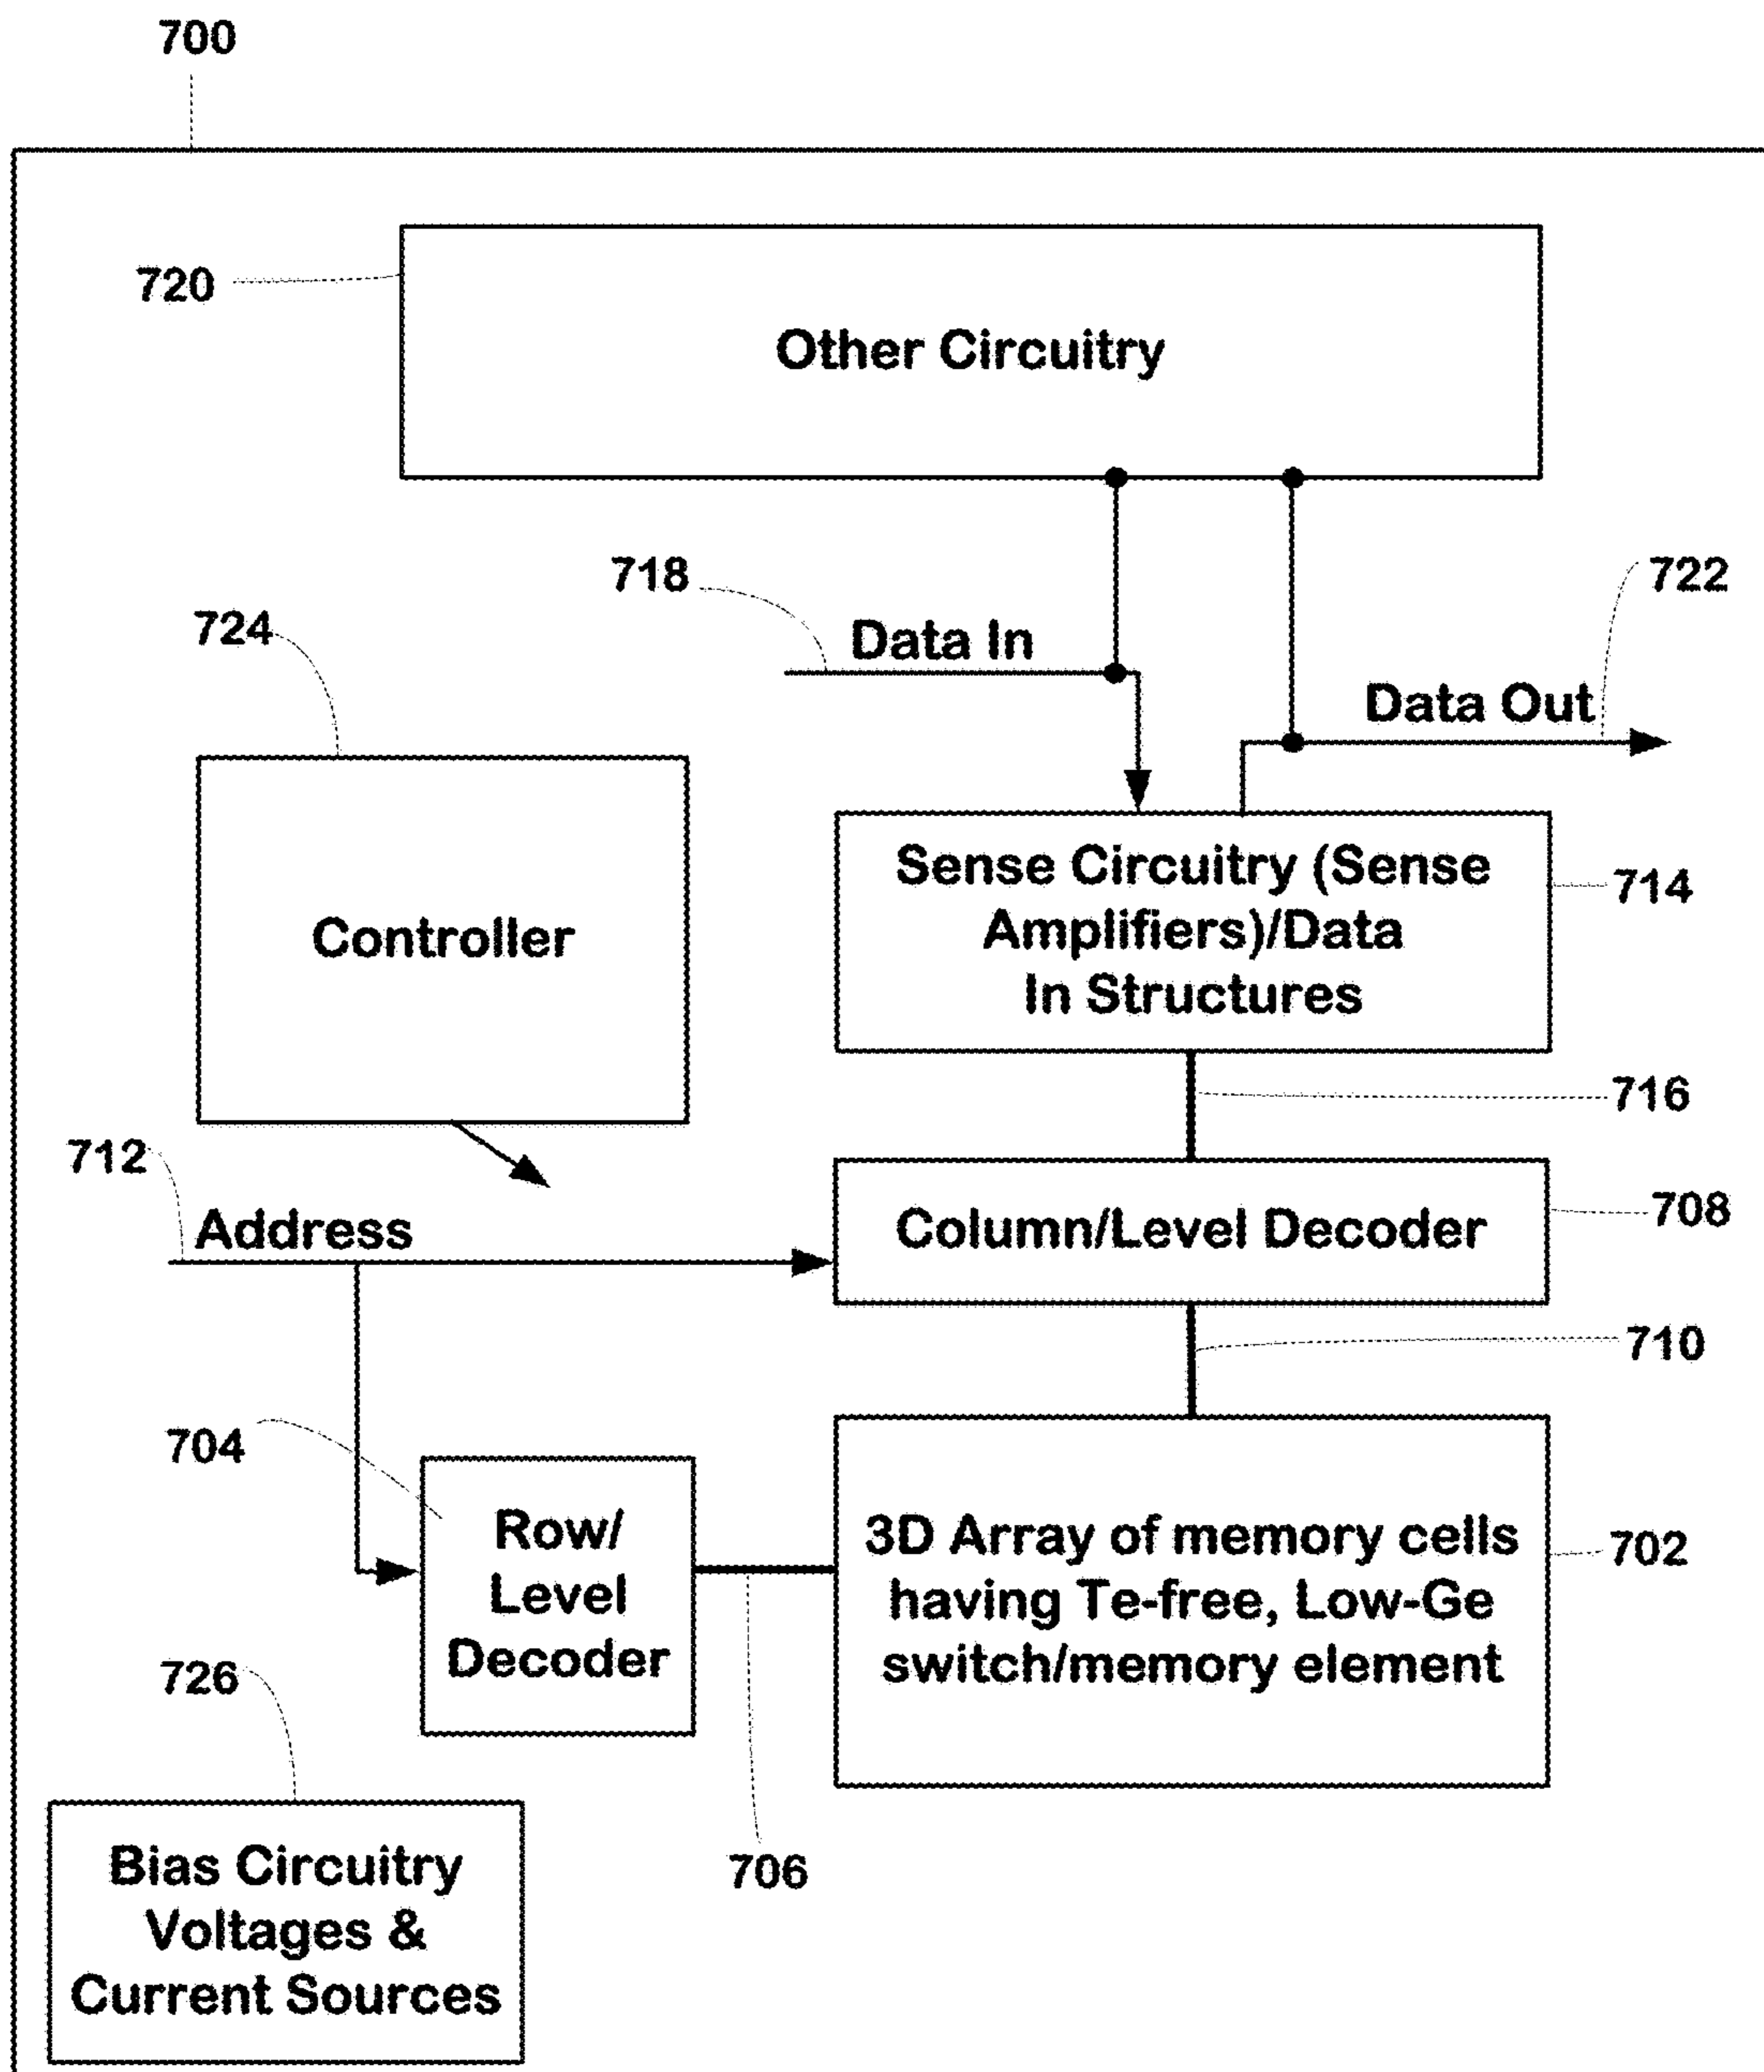 700
720
Other Circuitry
718
722
724
Data In
Data Out
Controller
Sense Circuitry (Sense
Amplifiers)/Data
In Structures
714
716
712
Address
Column/Level Decoder
708
710
704
Row/
Level
Decoder
3D Array of memory cells
having Te-free, Low-Ge
switch/memory element
702
726
706
Bias Circuitry
Voltages &
Current Sources